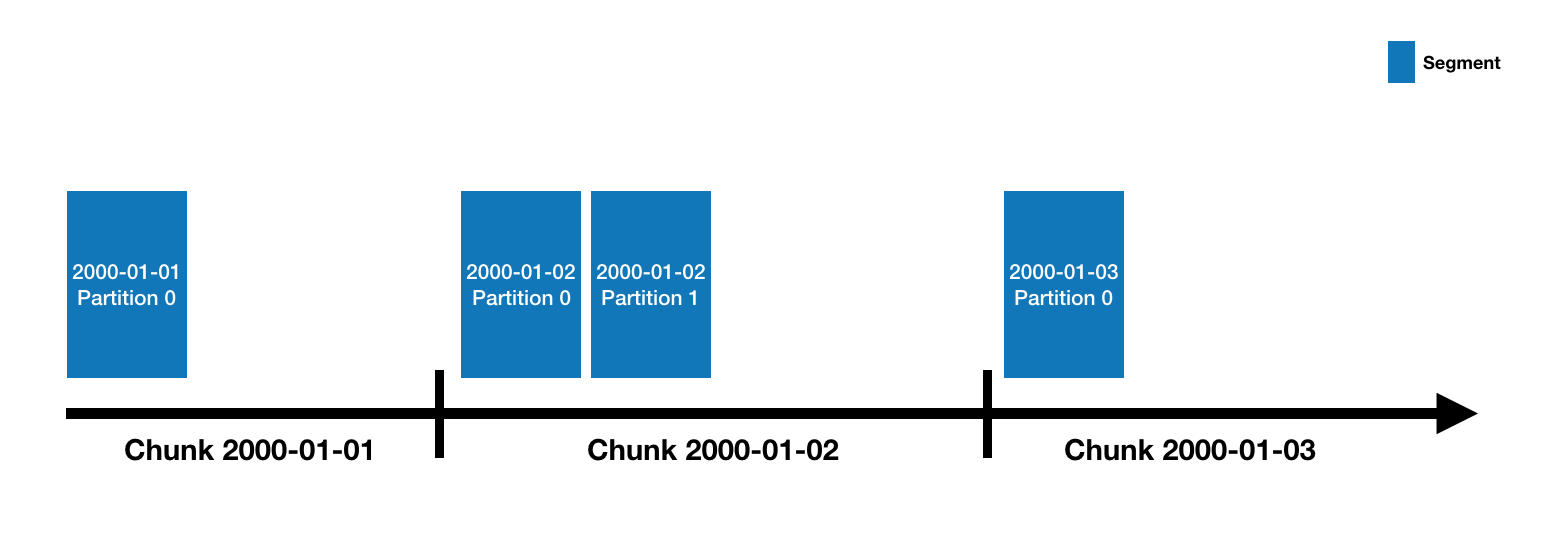 Segment
2000-01-01
Partition 0
2000-01-02
Partition 0
2000-01-02
Partition 1
2000-01-03
Partition 0
Chunk 2000-01-01
Chunk 2000-01-02
Chunk 2000-01-03